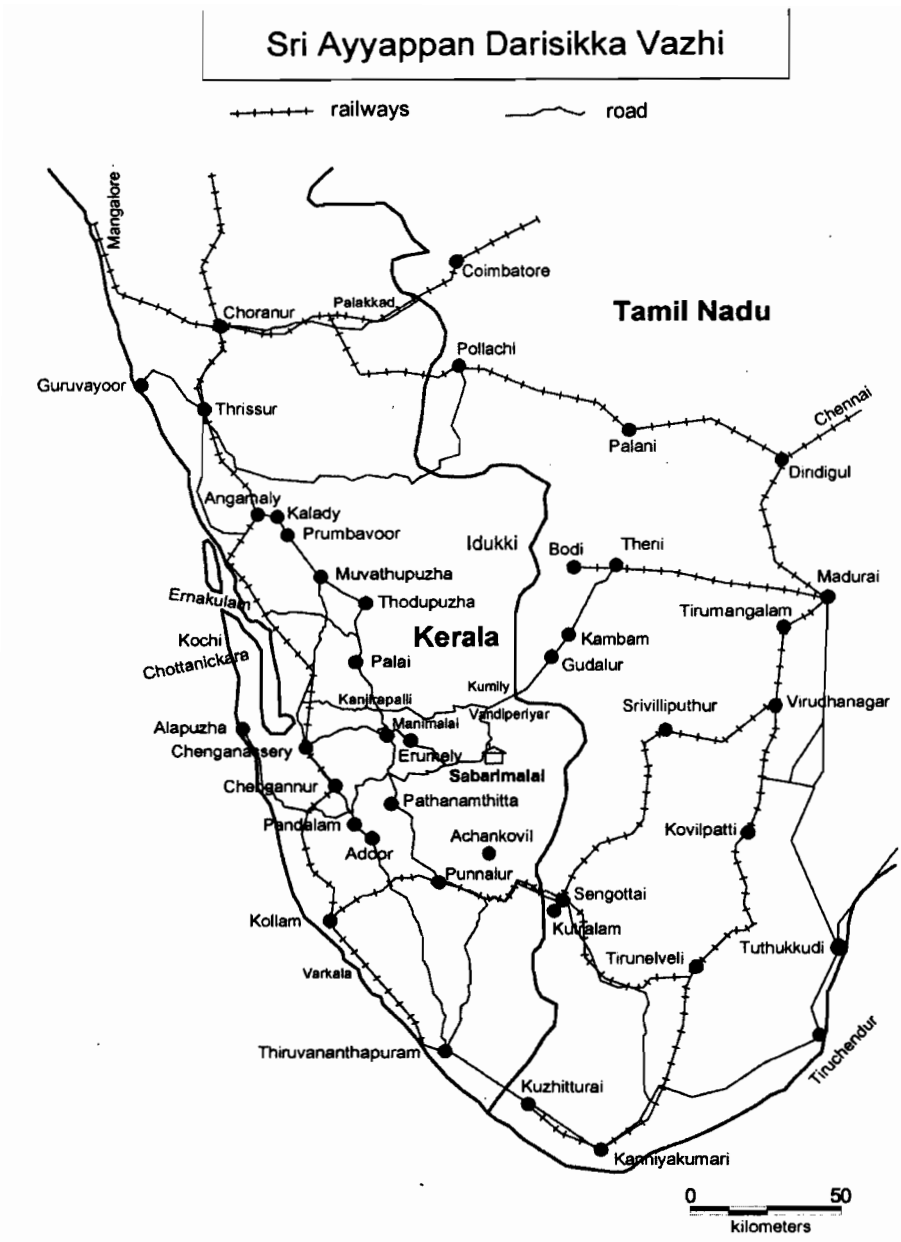 Sri Ayyappan Darisikka Vazhi
railways
road
Mangalore
Coimbatore
Palakkad
Choranur
Tamil Nadu
Pollachi
Guruvayoor
Thrissur
Chennai
Palani
Dindigul
Angamaly
Kalady
Prumbavoor
Idukki
Bodi
Theni
Muvathupuzha
Madurai
Ernakulam
Thodupuzha
Tirumangalam
Kochi
Kerala
Kambam
Chottanickara
Palai
Gudalur
Kumily
Kanjirapalli
Vandiperiyar
Srivilliputhur
Virudhanagar
Alapuzha
Manimalai
Chenganassery
Erumely
Sabarimalai
Chengannur
Pathanamthitta
Pandalam
Achankovil
Kovilpatti
Adoor
Punnalur
Sengottai
Kollam
Kutralam
Tirunelveli
Tuthukkudi
Varkala
Thiruvananthapuram
Tiruchendur
Kuzhitturai
Kanniyakumari
0 50
kilometers